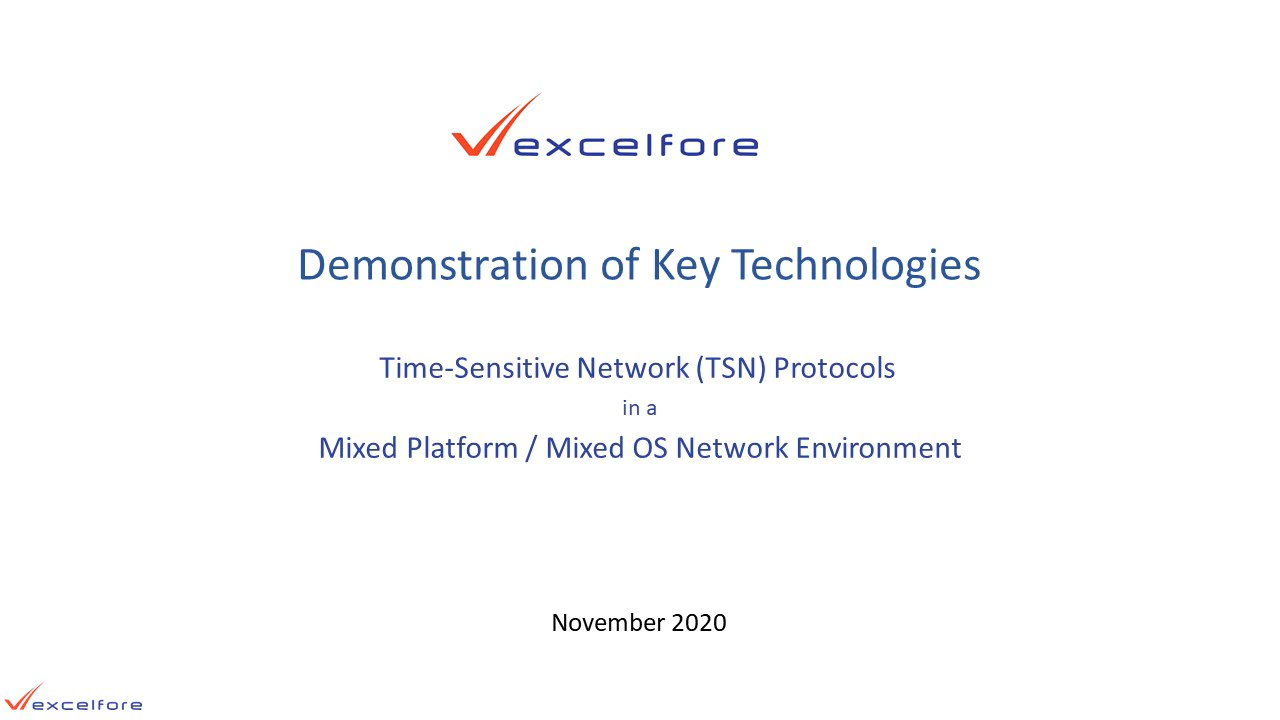 excelfore
Demonstration of Key Technologies
Time-Sensitive Network (TSN) Protocols
in a
Mixed Platform / Mixed OS Network Environment
November 2020
excelfore